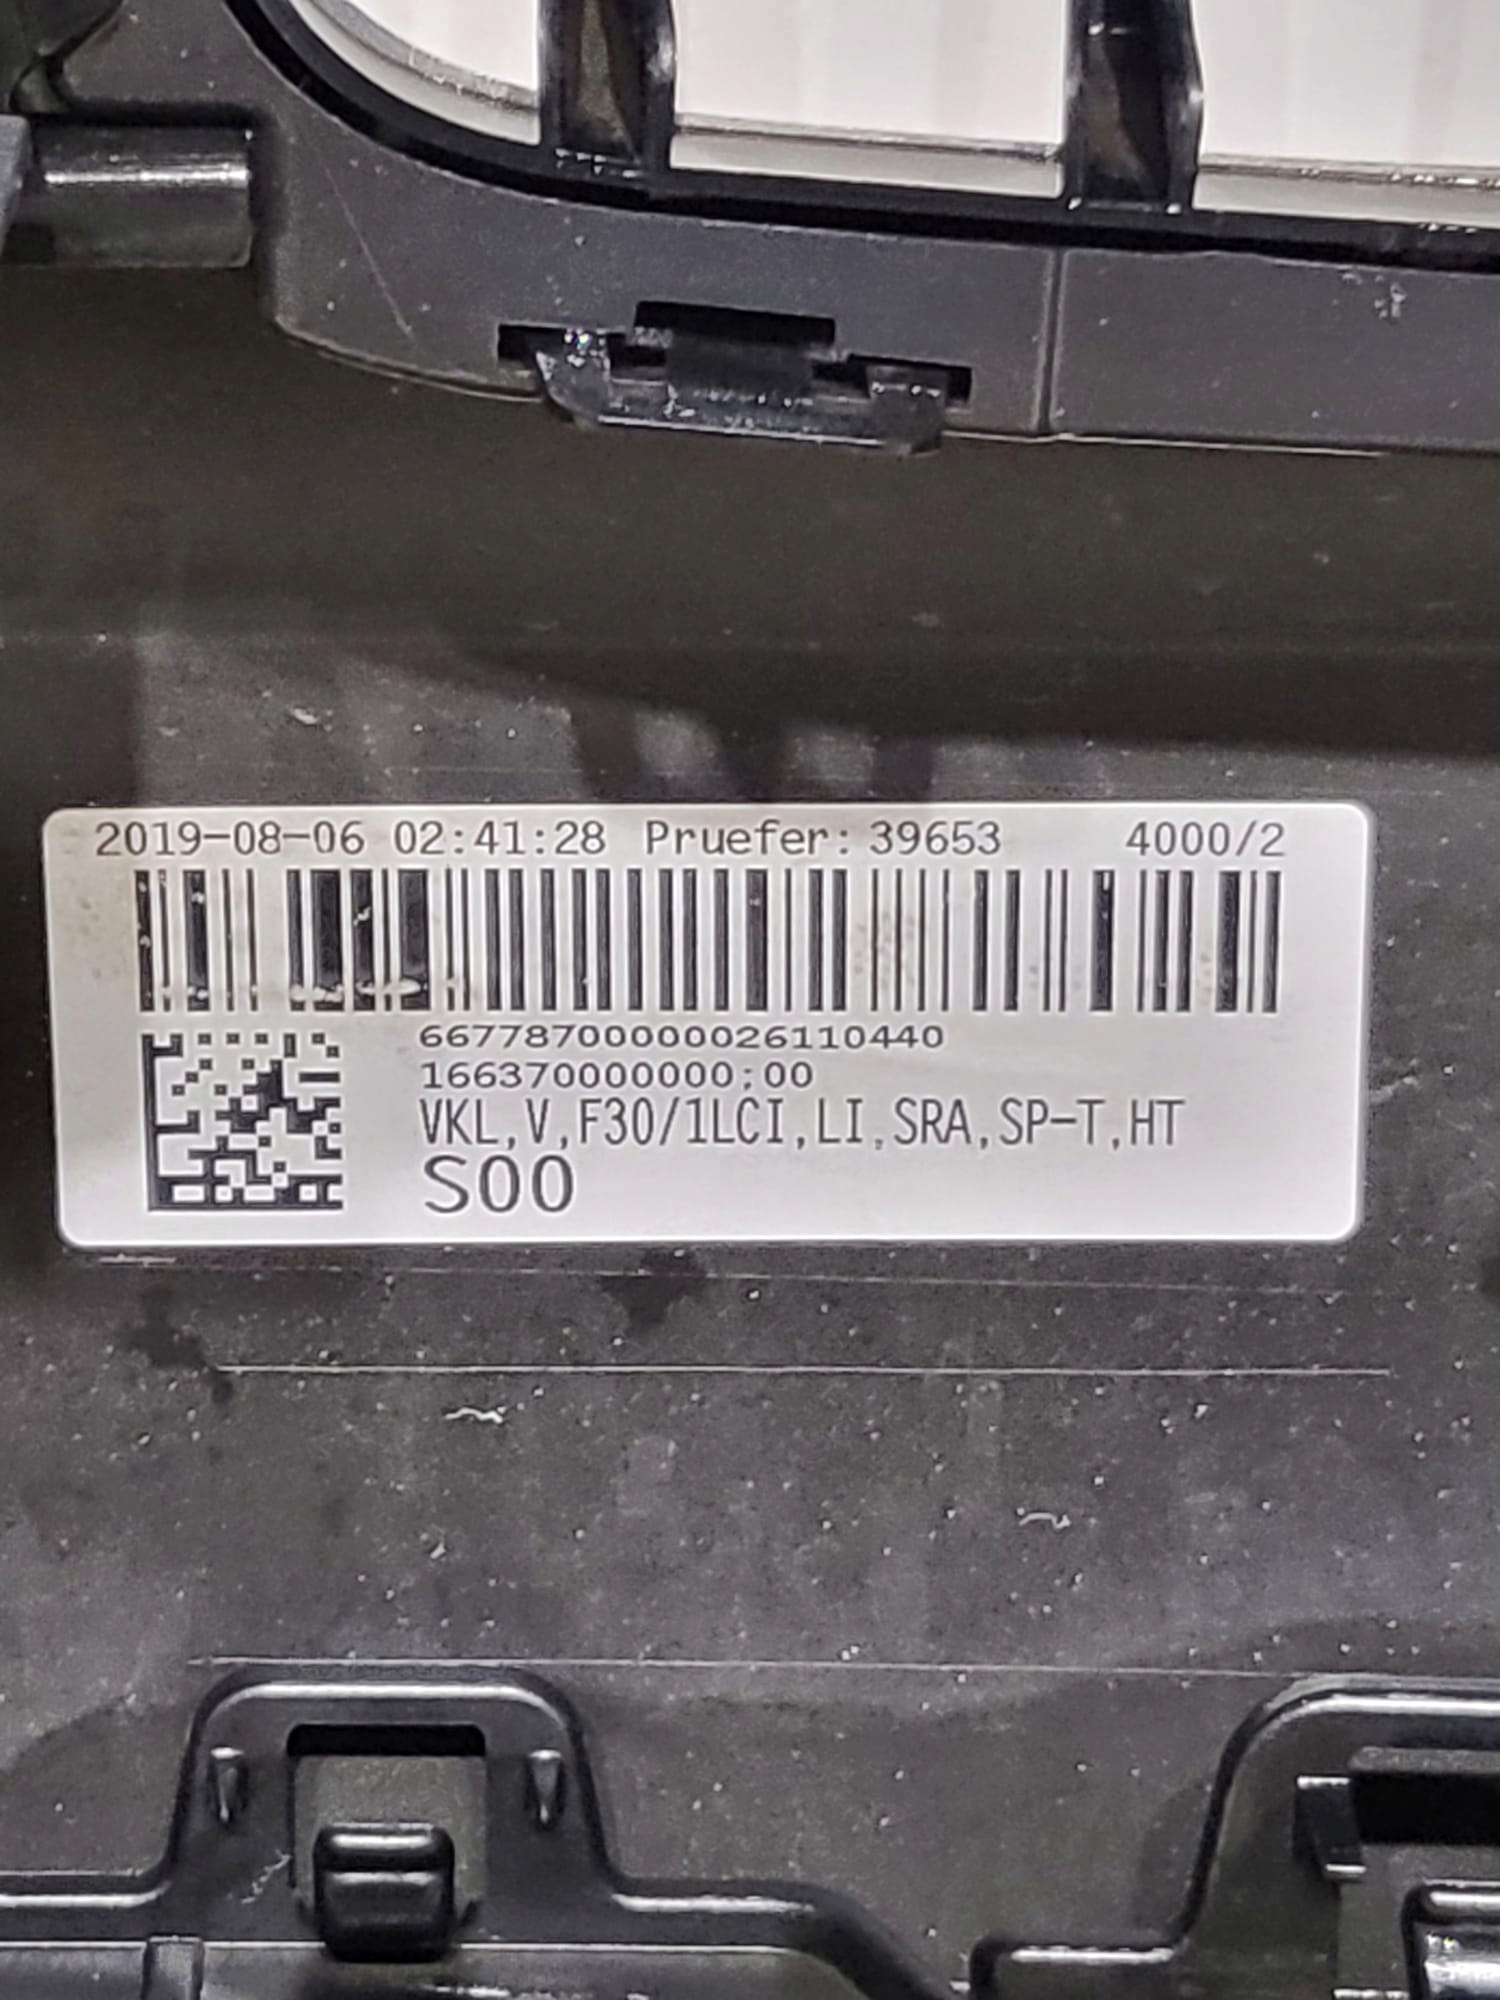 2019-08-06 02:41:28 Pruefer: 39653 4000/2
667787000000026110440
166370000000;00
VKL,V,F30/1LCI,LI,SRA,SP-T,HT
S00